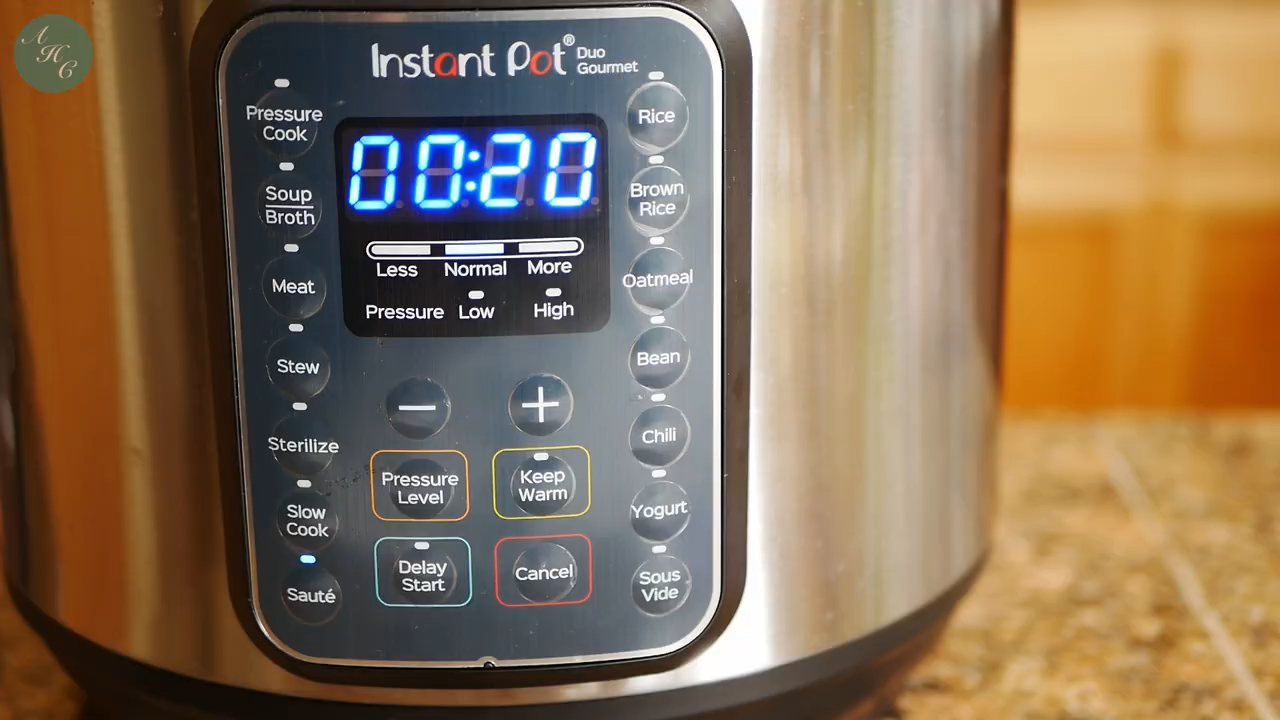 AHC
Instant Pot® Duo
Gourmet
Pressure
Cook
Soup
Broth
Meat
Stew
Sterilize
Slow
Cook
Sauté
00:20
Less Normal More
Pressure Low High
−
+
Pressure
Level
Keep
Warm
Delay
Start
Cancel
Rice
Brown
Rice
Oatmeal
Bean
Chili
Yogurt
Sous
Vide